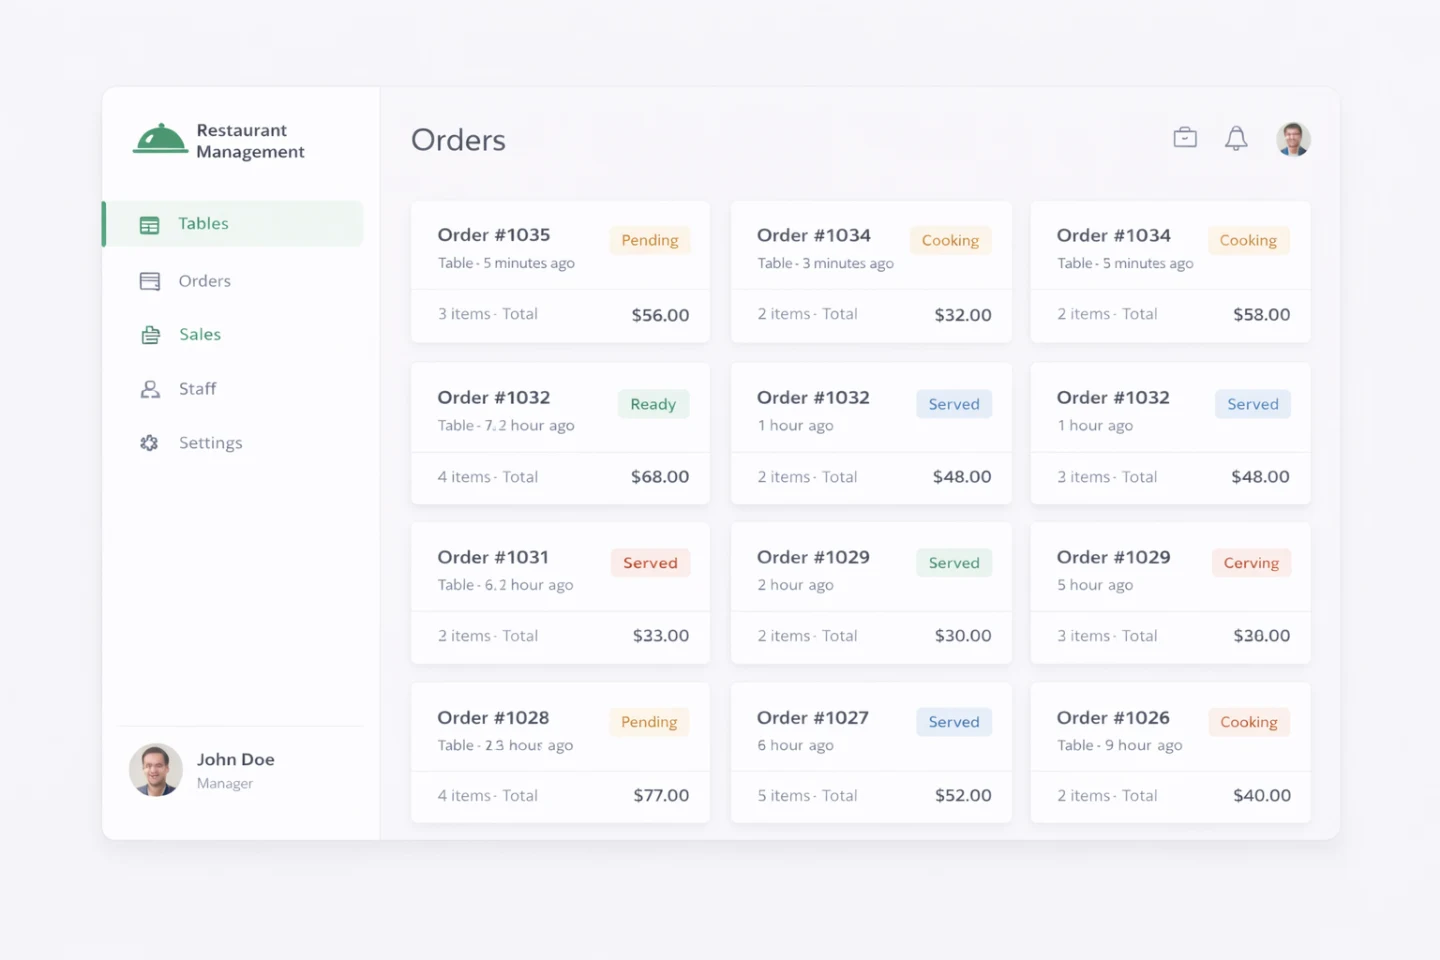 Restaurant
Management
Tables
Orders
Sales
Staff
Settings
John Doe
Manager
Orders
Order #1035
Pending
Table - 5 minutes ago
3 items · Total
$56.00
Order #1034
Cooking
Table - 3 minutes ago
2 items · Total
$32.00
Order #1034
Cooking
Table - 5 minutes ago
2 items · Total
$58.00
Order #1032
Ready
Table - 7. 2 hour ago
4 items · Total
$68.00
Order #1032
Served
1 hour ago
2 items · Total
$48.00
Order #1032
Served
1 hour ago
3 items · Total
$48.00
Order #1031
Served
Table - 6. 2 hour ago
2 items · Total
$33.00
Order #1029
Served
2 hour ago
2 items · Total
$30.00
Order #1029
Cerving
5 hour ago
3 items · Total
Order #1028
Pending
Table - 23 ago
4 items · Total
$77.00
Order #1027
Served
6 hour ago
5 items · Total
$52.00
Order #1026
Cooking
Table - 9 hour ago
2 items · Total
$40.00